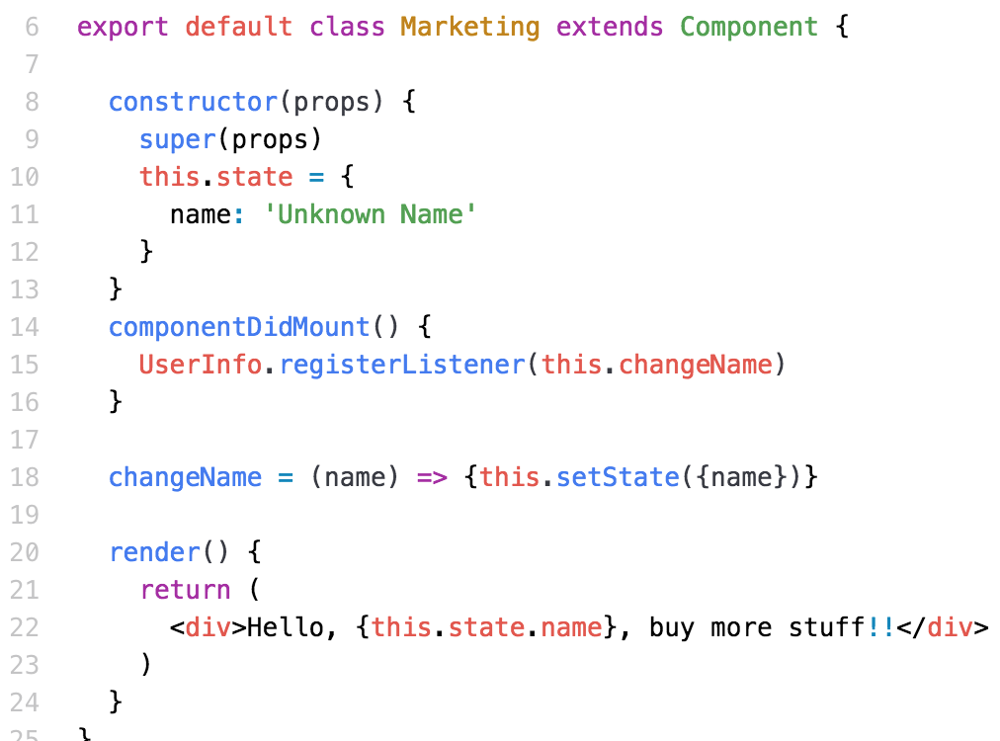 6 export default class Marketing extends Component {
7
8 constructor(props) {
9 super(props)
10 this.state = {
11 name: 'Unknown Name'
12 }
13 }
14 componentDidMount() {
15 UserInfo.registerListener(this.changeName)
16 }
17
18 changeName = (name) => {this.setState({name})}
19
20 render() {
21 return (
22 <div>Hello, {this.state.name}, buy more stuff!!</div>
23 )
24 }
25 }